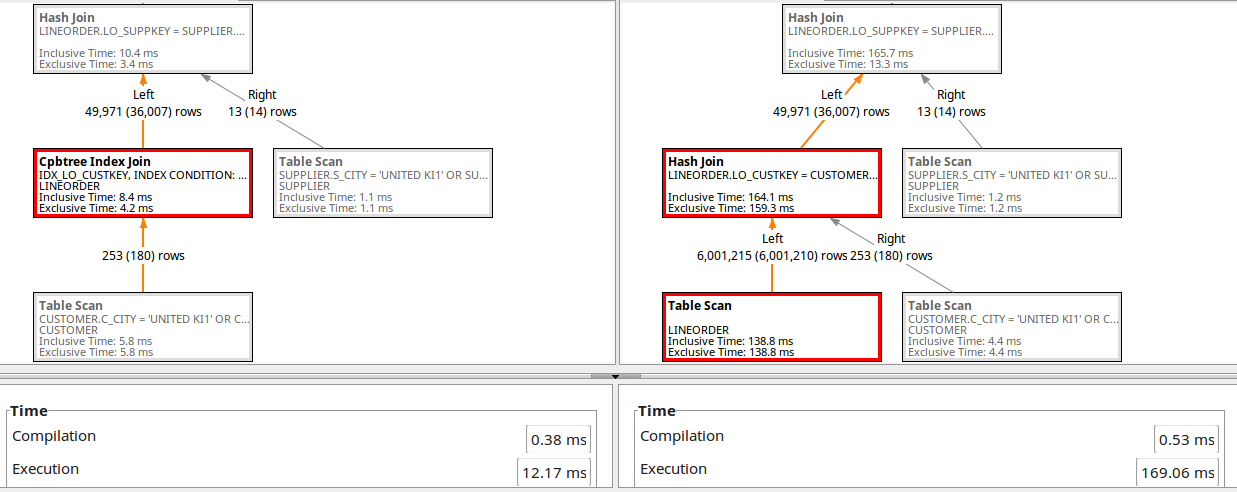 Hash Join
LINEORDER.LO_SUPPKEY = SUPPLIER....
Inclusive Time: 10.4 ms
Exclusive Time: 3.4 ms
Left
49,971 (36,007) rows
Right
13 (14) rows
Cpbtree Index Join
IDX_LO_CUSTKEY, INDEX CONDITION: ...
LINEORDER
Inclusive Time: 8.4 ms
Exclusive Time: 4.2 ms
Table Scan
SUPPLIER.S_CITY = 'UNITED KI1' OR SU...
SUPPLIER
Inclusive Time: 1.1 ms
Exclusive Time: 1.1 ms
253 (180) rows
Table Scan
CUSTOMER.C_CITY = 'UNITED KI1' OR C...
CUSTOMER
Inclusive Time: 5.8 ms
Exclusive Time: 5.8 ms
Time
Compilation
0.38 ms
Execution
12.17 ms
Hash Join
LINEORDER.LO_SUPPKEY = SUPPLIER....
Inclusive Time: 165.7 ms
Exclusive Time: 13.3 ms
Left
49,971 (36,007) rows
Right
13 (14) rows
Hash Join
LINEORDER.LO_CUSTKEY = CUSTOMER...
Inclusive Time: 164.1 ms
Exclusive Time: 159.3 ms
Table Scan
SUPPLIER.S_CITY = 'UNITED KI1' OR SU...
SUPPLIER
Inclusive Time: 1.2 ms
Exclusive Time: 1.2 ms
Left
6,001,215 (6,001,210) rows
Right
253 (180) rows
Table Scan
LINEORDER
Inclusive Time: 138.8 ms
Exclusive Time: 138.8 ms
Table Scan
CUSTOMER.C_CITY = 'UNITED KI1' OR C...
CUSTOMER
Inclusive Time: 4.4 ms
Exclusive Time: 4.4 ms
Time
Compilation
0.53 ms
Execution
169.06 ms